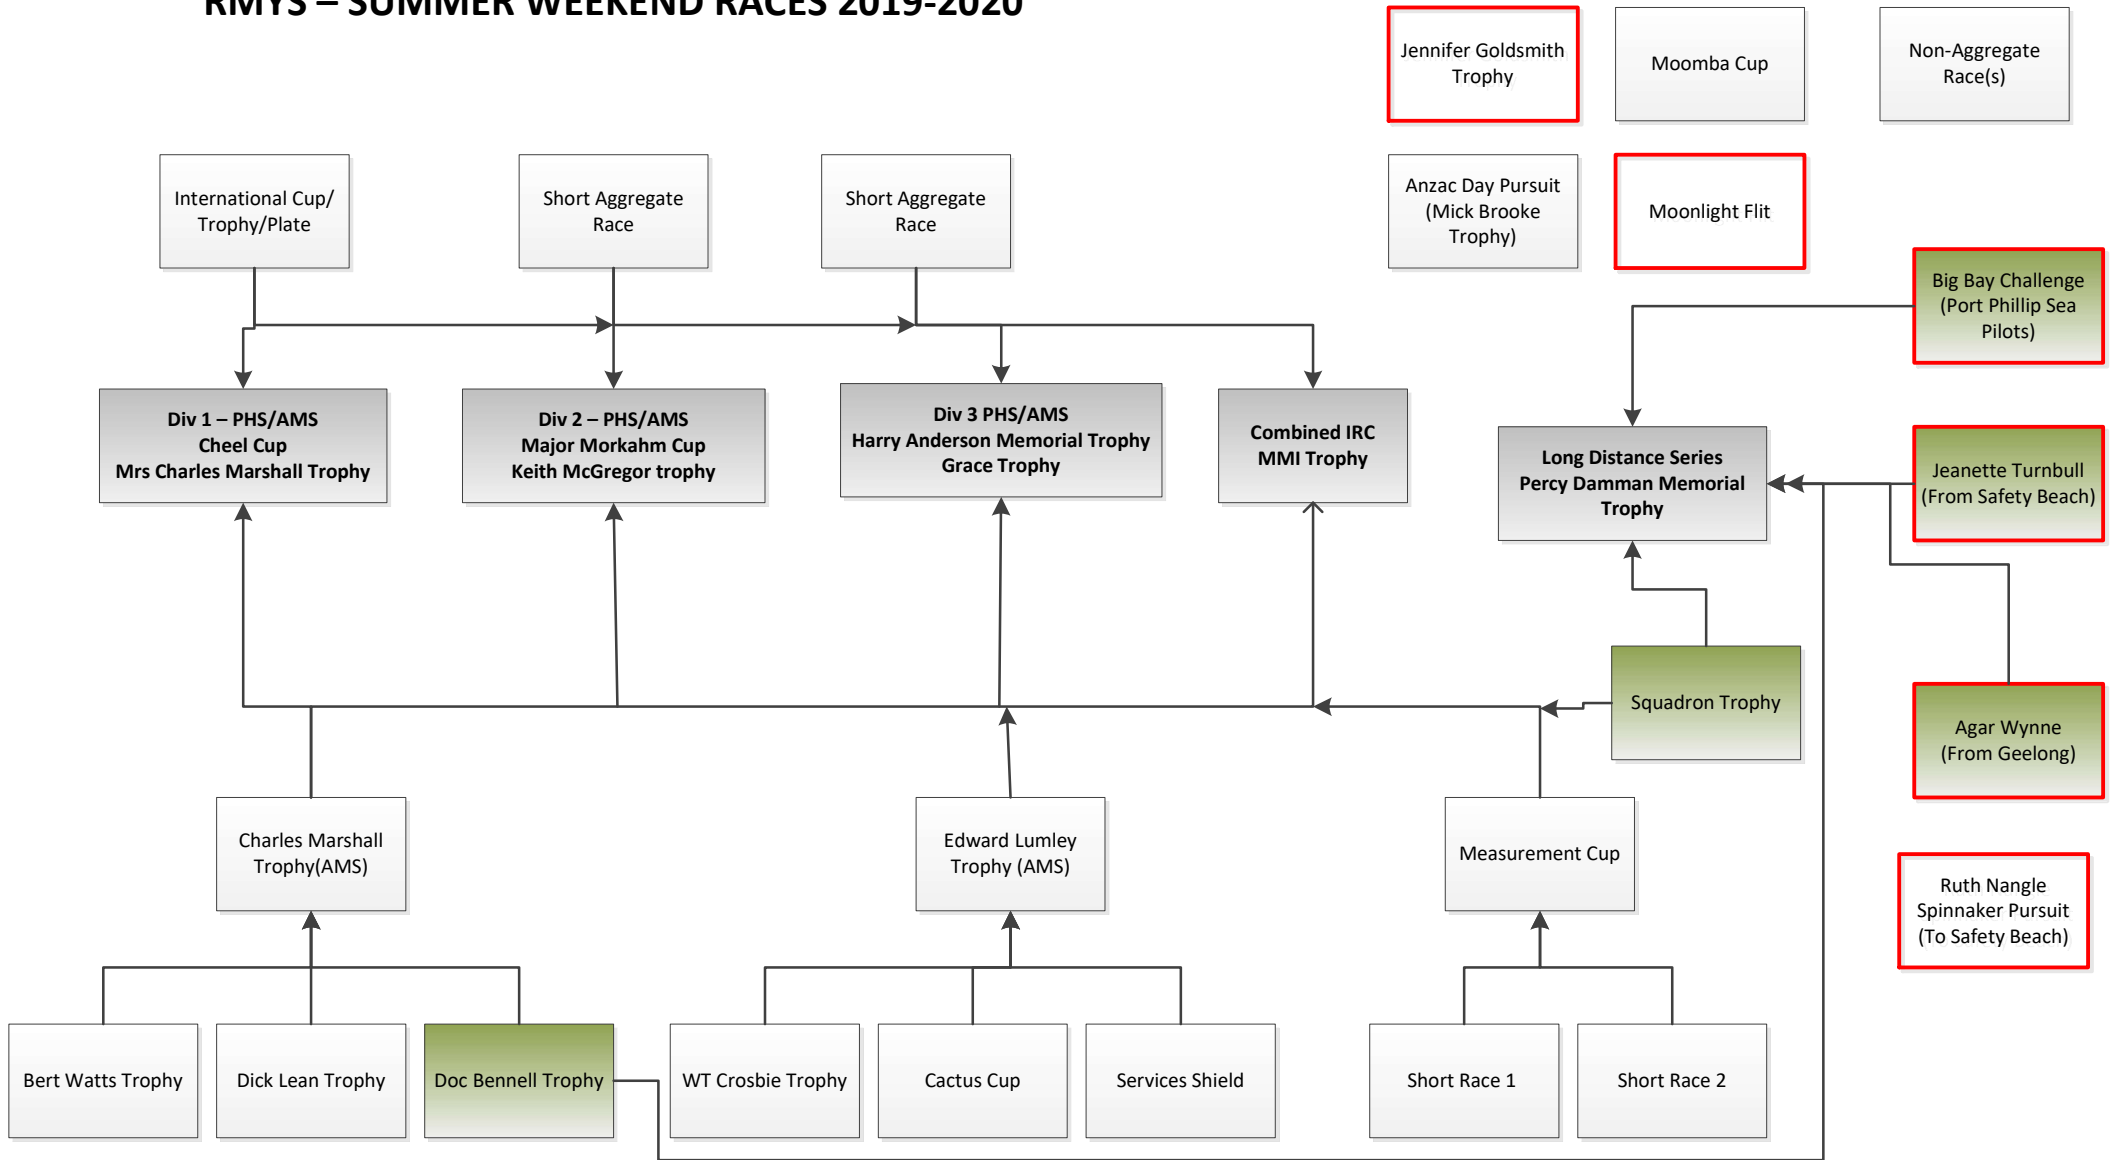 RMYS – SUMMER WEEKEND RACES 2019-2020
Jennifer Goldsmith
Trophy
Moomba Cup
Non-Aggregate
Race(s)
International Cup/
Trophy/Plate
Short Aggregate
Race
Short Aggregate
Race
Anzac Day Pursuit
(Mick Brooke
Trophy)
Moonlight Flit
Big Bay Challenge
(Port Phillip Sea
Pilots)
Div 1 – PHS/AMS
Cheel Cup
Mrs Charles Marshall Trophy
Div 2 – PHS/AMS
Major Morkahm Cup
Keith McGregor trophy
Div 3 PHS/AMS
Harry Anderson Memorial Trophy
Grace Trophy
Combined IRC
MMI Trophy
Long Distance Series
Percy Damman Memorial
Trophy
Jeanette Turnbull
(From Safety Beach)
Squadron Trophy
Agar Wynne
(From Geelong)
Charles Marshall
Trophy(AMS)
Edward Lumley
Trophy (AMS)
Measurement Cup
Ruth Nangle
Spinnaker Pursuit
(To Safety Beach)
Bert Watts Trophy
Dick Lean Trophy
Doc Bennell Trophy
WT Crosbie Trophy
Cactus Cup
Services Shield
Short Race 1
Short Race 2